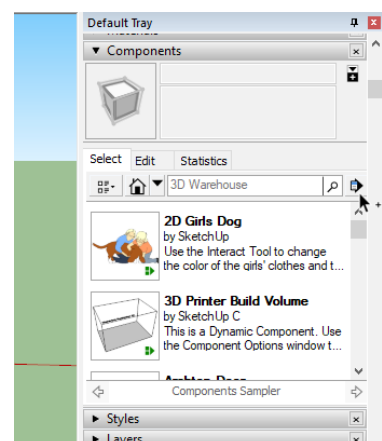 Default Tray
Materials
Components
Select Edit Statistics
3D Warehouse
2D Girls Dog
by SketchUp
Use the Interact Tool to change
the color of the girls' clothes and t...
3D Printer Build Volume
by SketchUp C
This is a Dynamic Component. Use
the Component Options window t...
Components Sampler
Styles
Layers